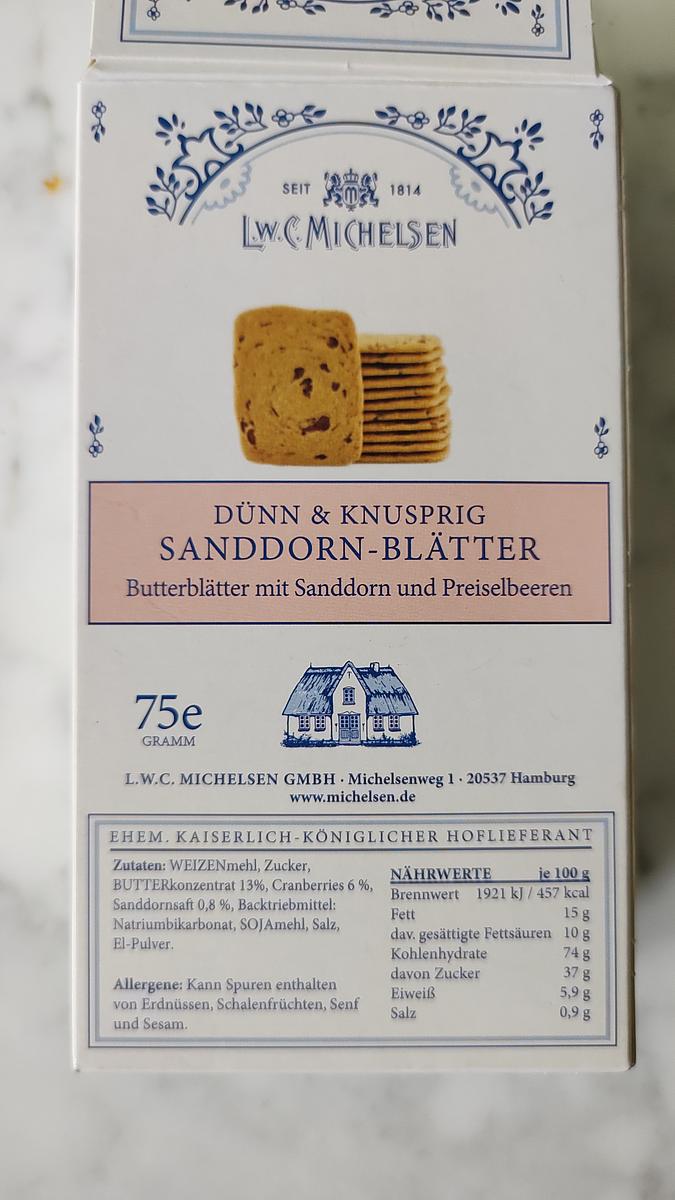 SEIT 1814
L.W.C. MICHELSEN
DÜNN & KNUSPRIG
SANDDORN-BLÄTTER
Butterblätter mit Sanddorn und Preiselbeeren
75e
GRAMM
L.W.C. MICHELSEN GMBH · Michelsenweg 1 · 20537 Hamburg
www.michelsen.de
EHEM. KAISERLICH-KÖNIGLICHER HOFLIEFERANT
Zutaten: WEIZENmehl, Zucker,
BUTTERkonzentrat 13%, Cranberries 6 %,
Sanddornsaft 0,8 %, Backtriebmittel:
Natriumbikarbonat, SOJAmehl, Salz,
El-Pulver.
Allergene: Kann Spuren enthalten
von Erdnüssen, Schalenfrüchten, Senf
und Sesam.
NÄHRWERTE je 100 g
Brennwert 1921 kJ / 457 kcal
Fett 15 g
dav. gesättigte Fettsäuren 10 g
Kohlenhydrate 74 g
davon Zucker 37 g
Eiweiß 5,9 g
Salz 0,9 g